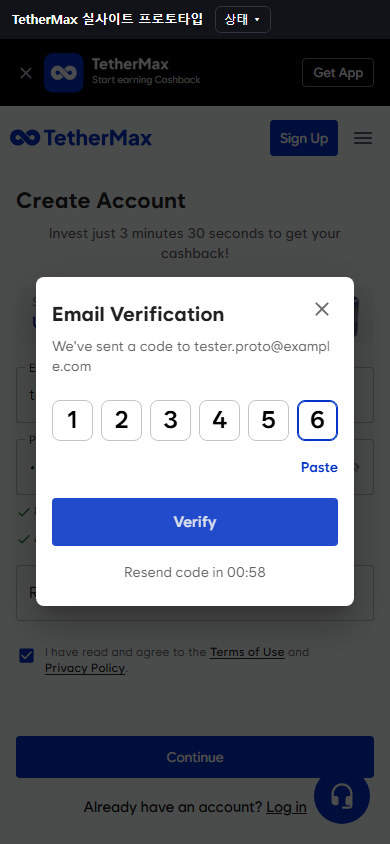 TetherMax 실사이트 프로토타입
상태
TetherMax
Start earning Cashback
Get App
TetherMax
Sign Up
Create Account
Invest just 3 minutes 30 seconds to get your
cashback!
Email Verification
We've sent a code to tester.proto@exampl
e.com
1 2 3 4 5 6
Paste
Verify
Resend code in 00:58
I have read and agree to the Terms of Use and
Privacy Policy.
Continue
Already have an account? Log in